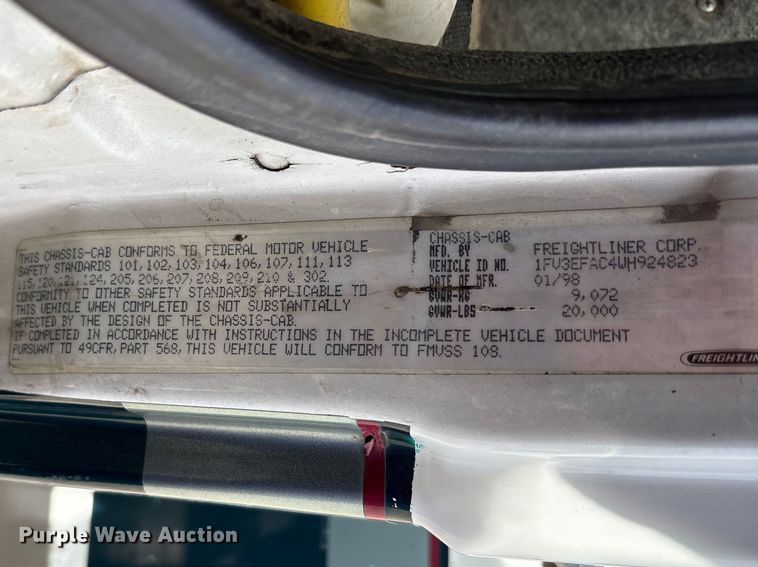 THIS CHASSIS-CAB CONFORMS TO FEDERAL MOTOR VEHICLE
SAFETY STANDARDS 101, 102, 103, 104, 106, 107, 111, 113
115, 120, 121, 124, 205, 206, 207, 208, 209, 210 & 302.
CONFORMITY TO OTHER SAFETY STANDARDS APPLICABLE TO
THIS VEHICLE WHEN COMPLETED IS NOT SUBSTANTIALLY
AFFECTED BY THE DESIGN OF THE CHASSIS-CAB.
IF COMPLETED IN ACCORDANCE WITH INSTRUCTIONS IN THE INCOMPLETE VEHICLE DOCUMENT
PURSUANT TO 49CFR, PART 568, THIS VEHICLE WILL CONFORM TO FMVSS 108.
CHASSIS-CAB
MFD. BY FREIGHTLINER CORP.
VEHICLE ID NO. 1FV3EFAC4WH924823
DATE OF MFR. 01/98
GVWR-KG 9,072
GVWR-LBS 20,000
FREIGHTLIN
Purple Wave Auction